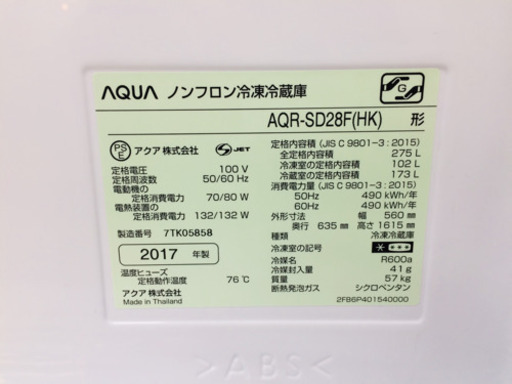 AQUA ノンフロン冷凍冷蔵庫
G
AQR-SD28F(HK) 形
PS E アクア株式会社 S JET
定格電圧 100 V
定格周波数 50/60 Hz
電動機の
定格消費電力 70/80 W
電熱装置の
定格消費電力 132/132 W
製造番号 7TK05858
2017 年製
温度ヒューズ
定格動作温度 76℃
アクア株式会社
Made in Thailand
定格内容積 (JIS C 9801-3:2015)
全定格内容積 275 L
冷凍室の定格内容積 102 L
冷蔵室の定格内容積 173 L
消費電力量 (JIS C 9801-3:2015)
50Hz 490 kWh/年
60Hz 490 kWh/年
外形寸法 幅 560 mm
奥行 635 mm 高さ 1615 mm
種類 冷凍冷蔵庫
冷凍室の記号
冷媒名 R600a
冷媒封入量 41g
質量 57kg
断熱発泡ガス シクロペンタン
2FB6P401540000
>ABS<